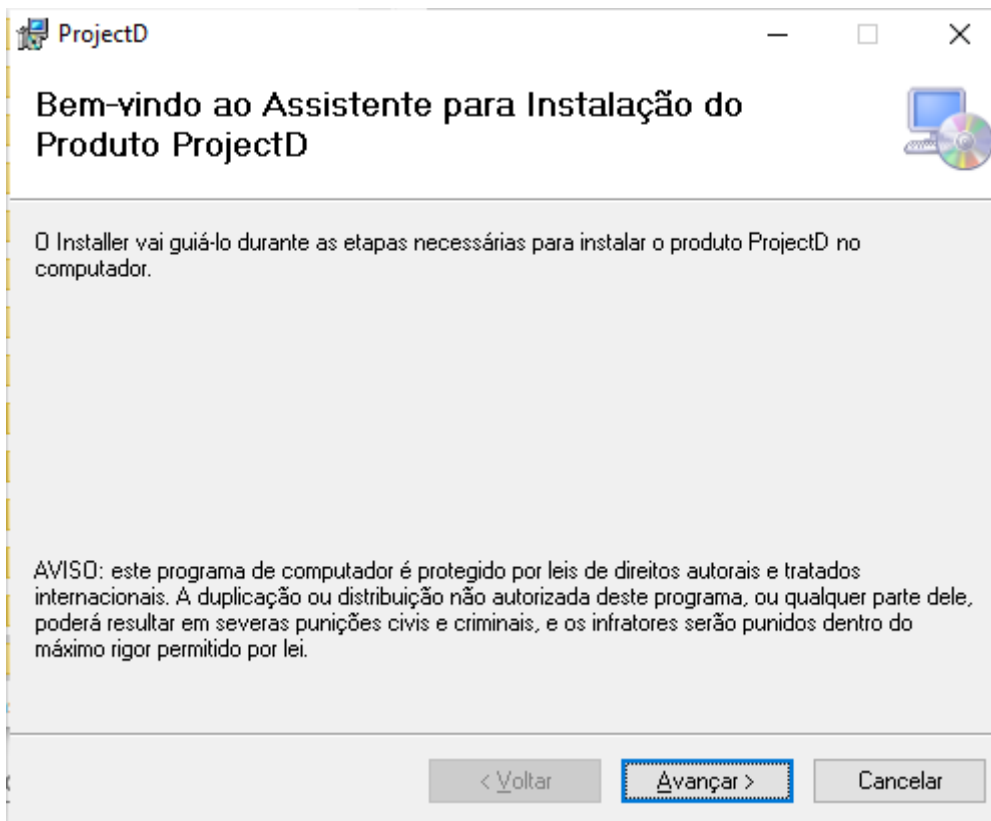 ProjectD
Bem-vindo ao Assistente para Instalação do
Produto ProjectD
O Installer vai guiá-lo durante as etapas necessárias para instalar o produto ProjectD no
computador.
AVISO: este programa de computador é protegido por leis de direitos autorais e tratados
internacionais. A duplicação ou distribuição não autorizada deste programa, ou qualquer parte dele,
poderá resultar em severas punições civis e criminais, e os infratores serão punidos dentro do
máximo rigor permitido por lei.
< Voltar
Avançar >
Cancelar